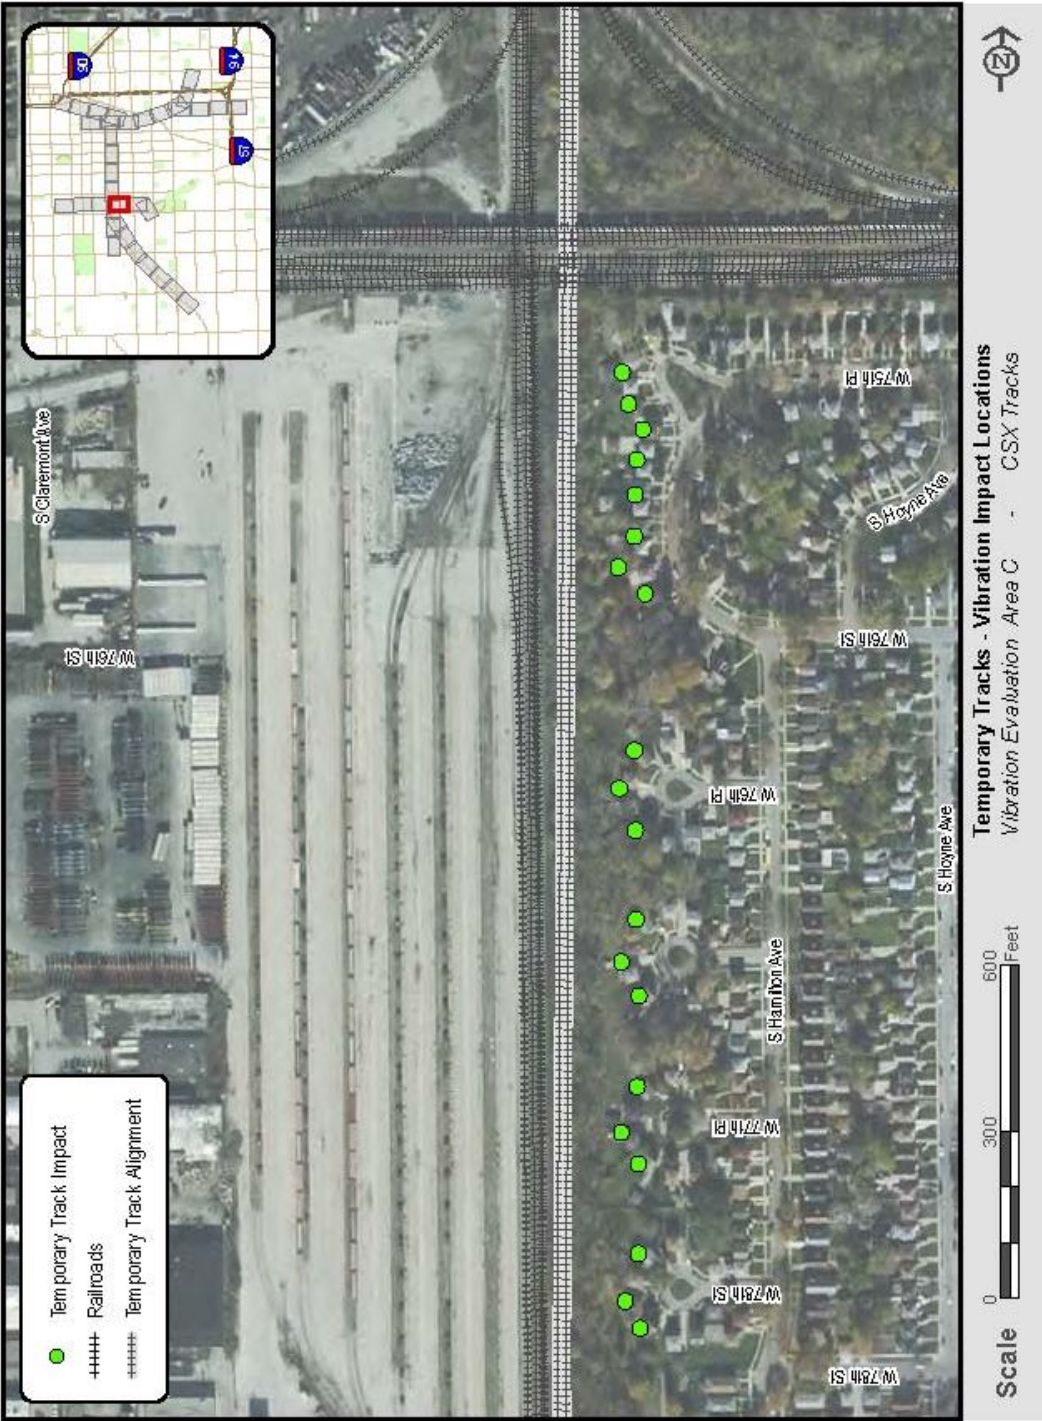 90
94
57
S Claremont Ave
W 76th St
W 75th Pl
S Hoyne Ave
W 76th St
W 76th Pl
S Hoyne Ave
S Hamilton Ave
W 77th Pl
W 78th St
W 78th St
Temporary Track Impact
Railroads
Temporary Track Alignment
N
Temporary Tracks - Vibration Impact Locations
Vibration Evaluation Area C - CSX Tracks
Scale
0 300 600
Feet